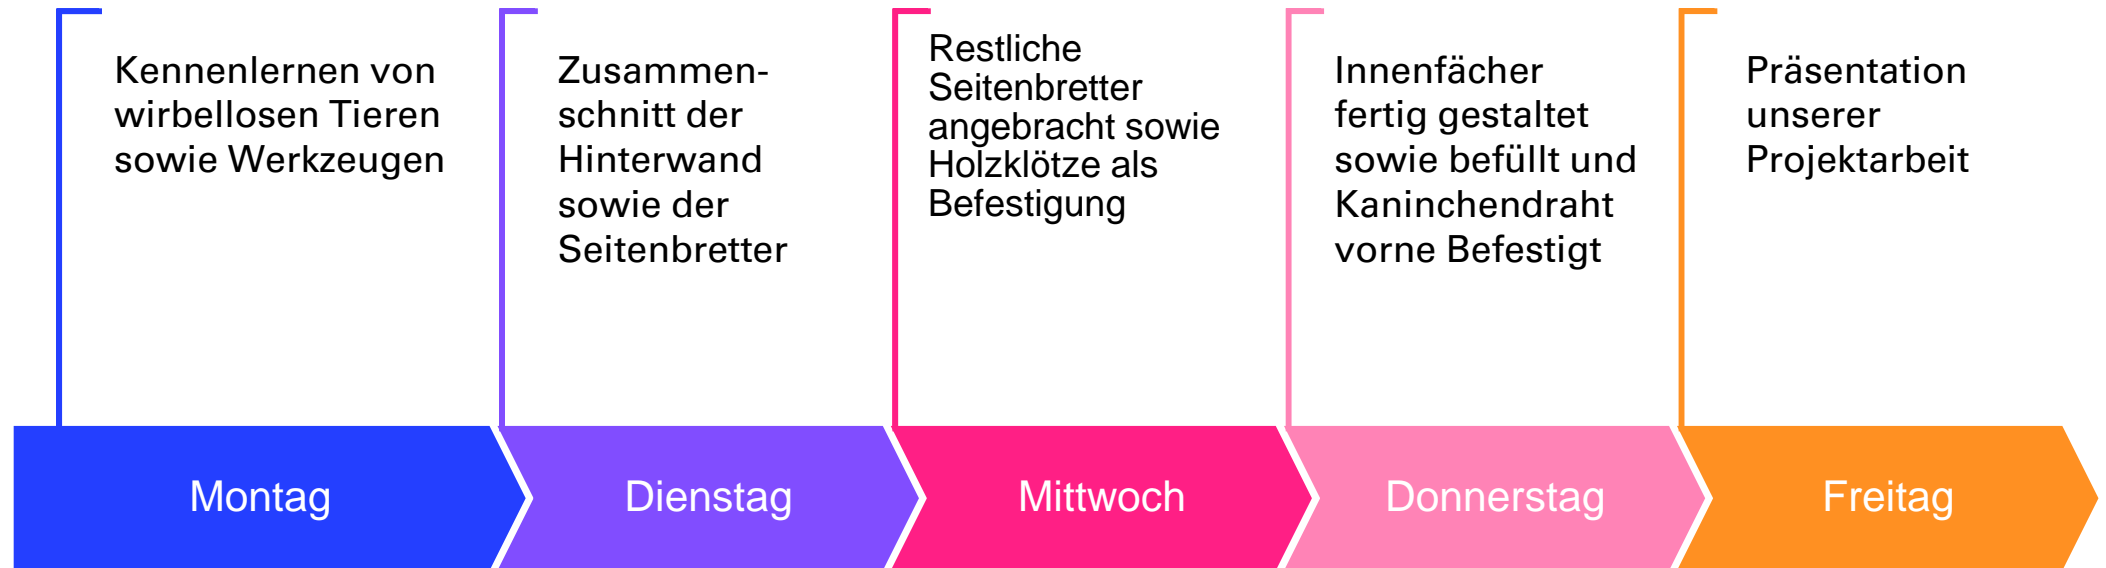 Kennenlernen von
wirbellosen Tieren
sowie Werkzeugen
Zusammen-
schnitt der
Hinterwand
sowie der
Seitenbretter
Restliche
Seitenbretter
angebracht sowie
Holzklötze als
Befestigung
Innenfächer
fertig gestaltet
sowie befüllt und
Kaninchendraht
vorne Befestigt
Präsentation
unserer
Projektarbeit
Montag
Dienstag
Mittwoch
Donnerstag
Freitag